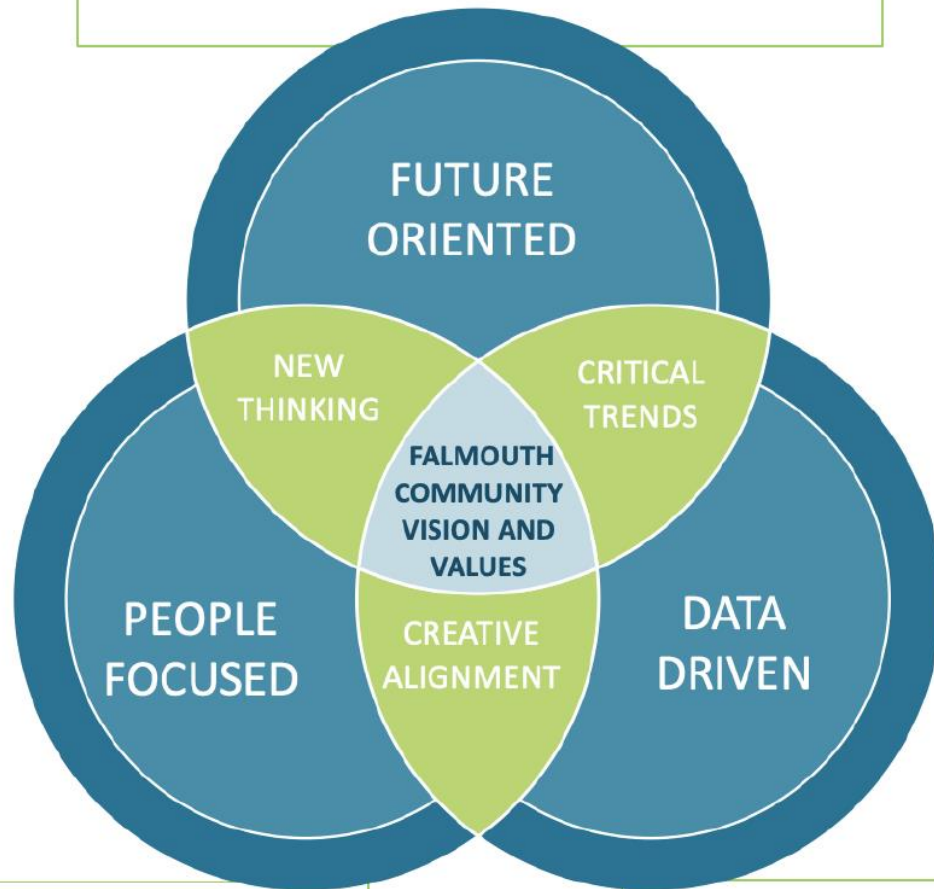 FUTURE
ORIENTED
NEW
THINKING
CRITICAL
TRENDS
FALMOUTH
COMMUNITY
VISION AND
VALUES
PEOPLE
FOCUSED
CREATIVE
ALIGNMENT
DATA
DRIVEN